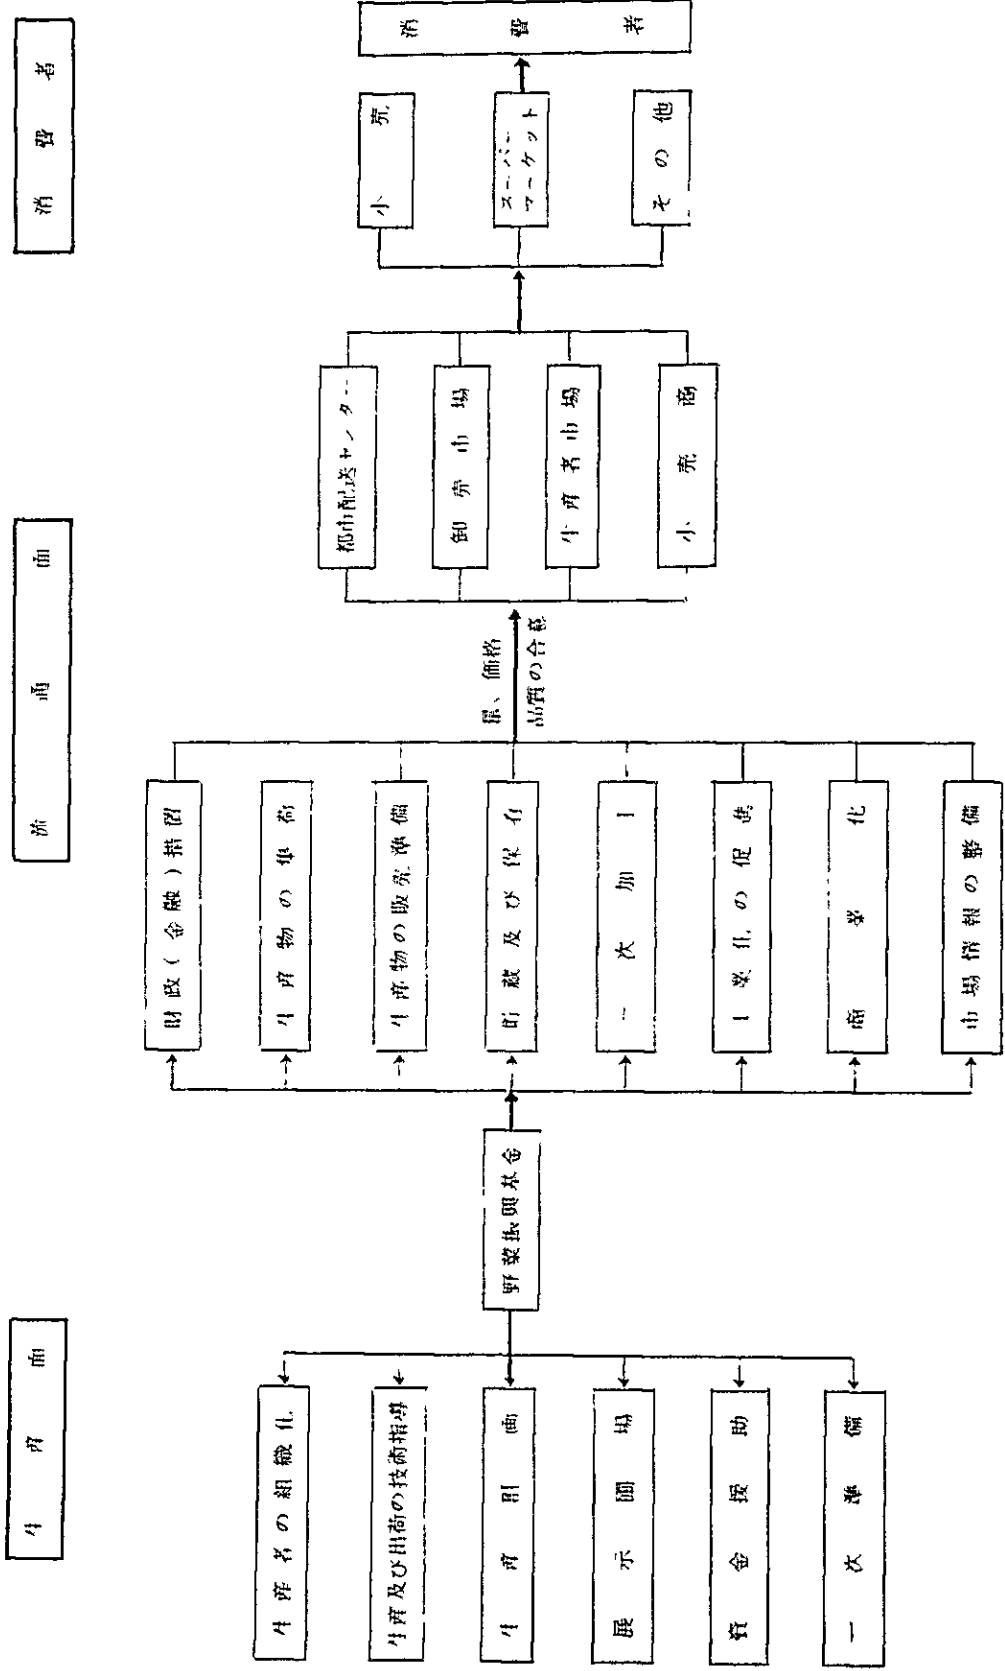 生産面
流通面
消費者
生産者の組織化
生産及び出荷の技術指導
生産計画
展示圃場
資金援助
一次準備
野菜振興基金
財政(金融)措置
生産物の集荷
生産物の販売準備
貯蔵及び保存
一次加工
工業化の促進
商業化
市場情報の整備
量、価格
品質の合意
都市配送センター
卸売市場
生産者市場
小売商
小売
スーパー
マーケット
その他
消費者